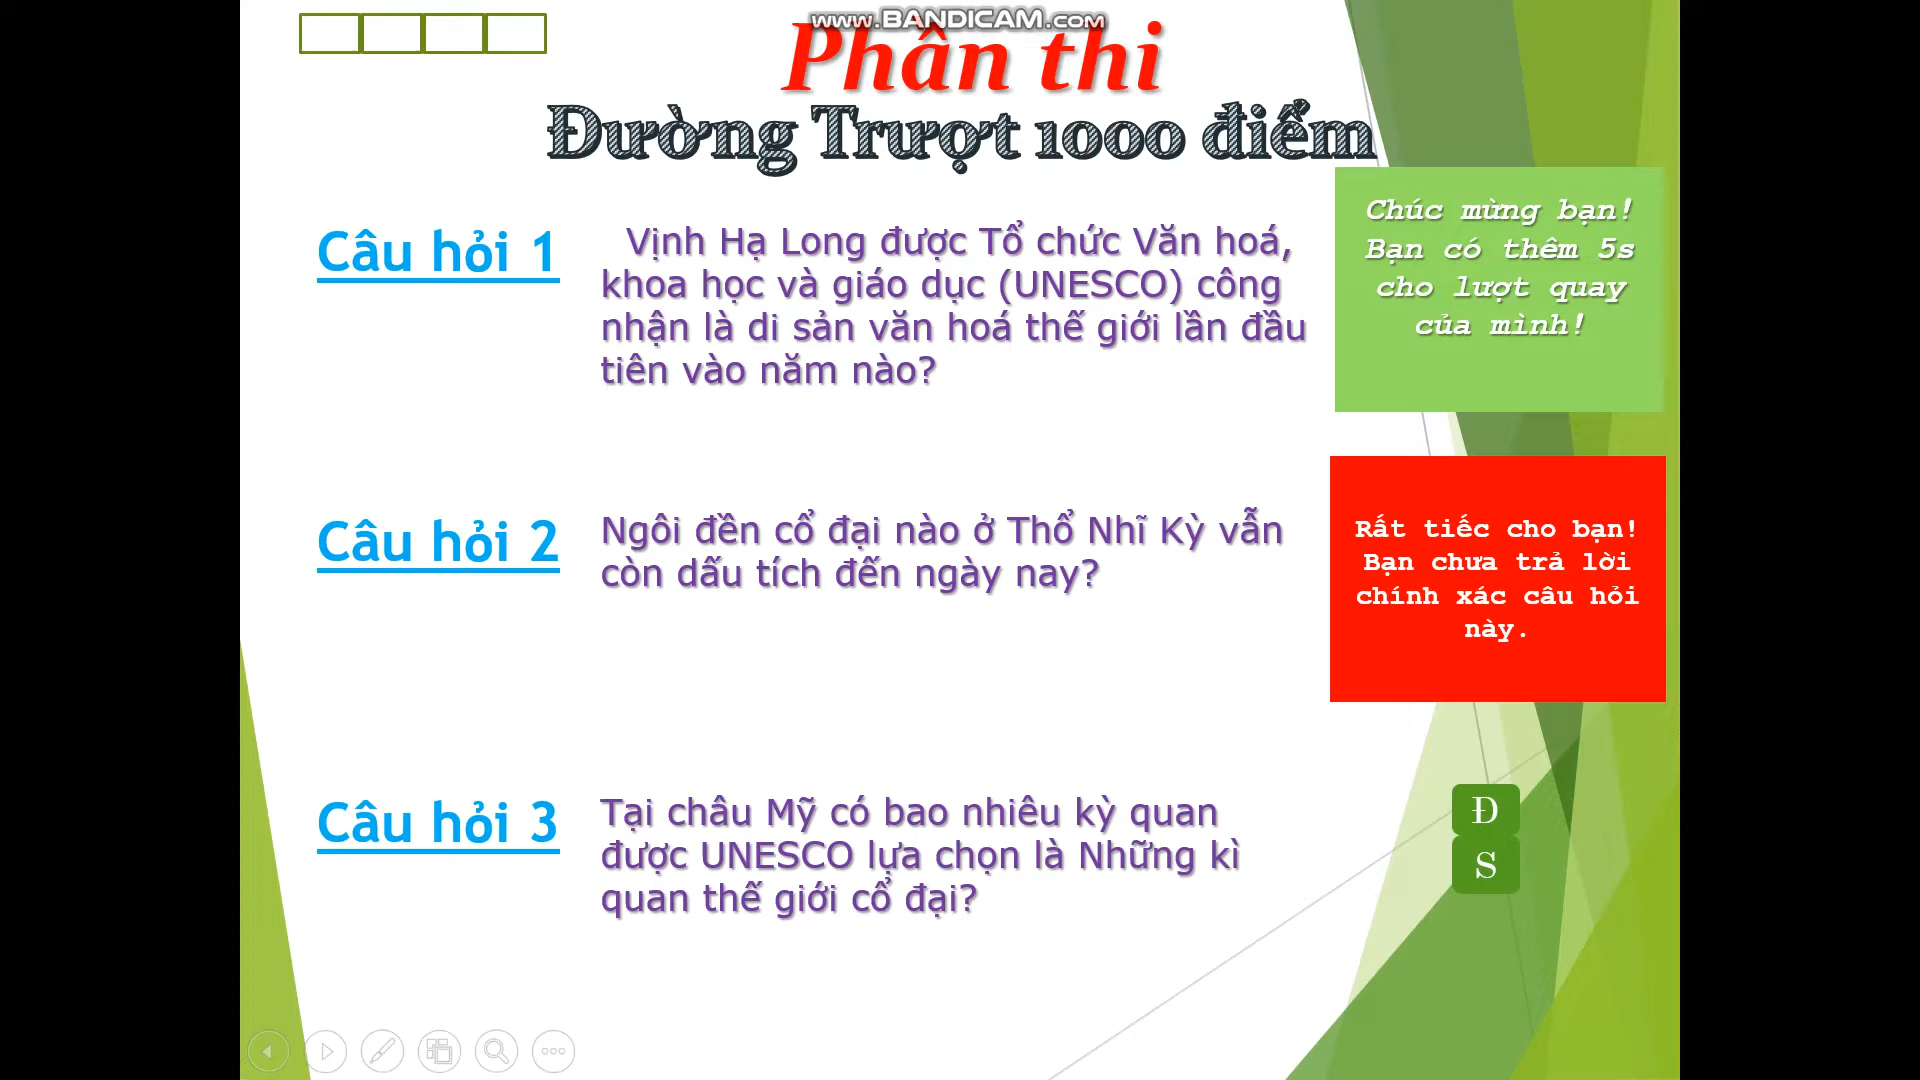 www.BANDICAM.com
Phần thi
Đường Trượt 1000 điểm
Câu hỏi 1
Vịnh Hạ Long được Tổ chức Văn hoá,
khoa học và giáo dục (UNESCO) công
nhận là di sản văn hoá thế giới lần đầu
tiên vào năm nào?
Chúc mừng bạn!
Bạn có thêm 5s
cho lượt quay
của mình!
Câu hỏi 2
Ngôi đền cổ đại nào ở Thổ Nhĩ Kỳ vẫn
còn dấu tích đến ngày nay?
Rất tiếc cho bạn!
Bạn chưa trả lời
chính xác câu hỏi
này.
Câu hỏi 3
Tại châu Mỹ có bao nhiêu kỳ quan
được UNESCO lựa chọn là Những kì
quan thế giới cổ đại?
Đ
S